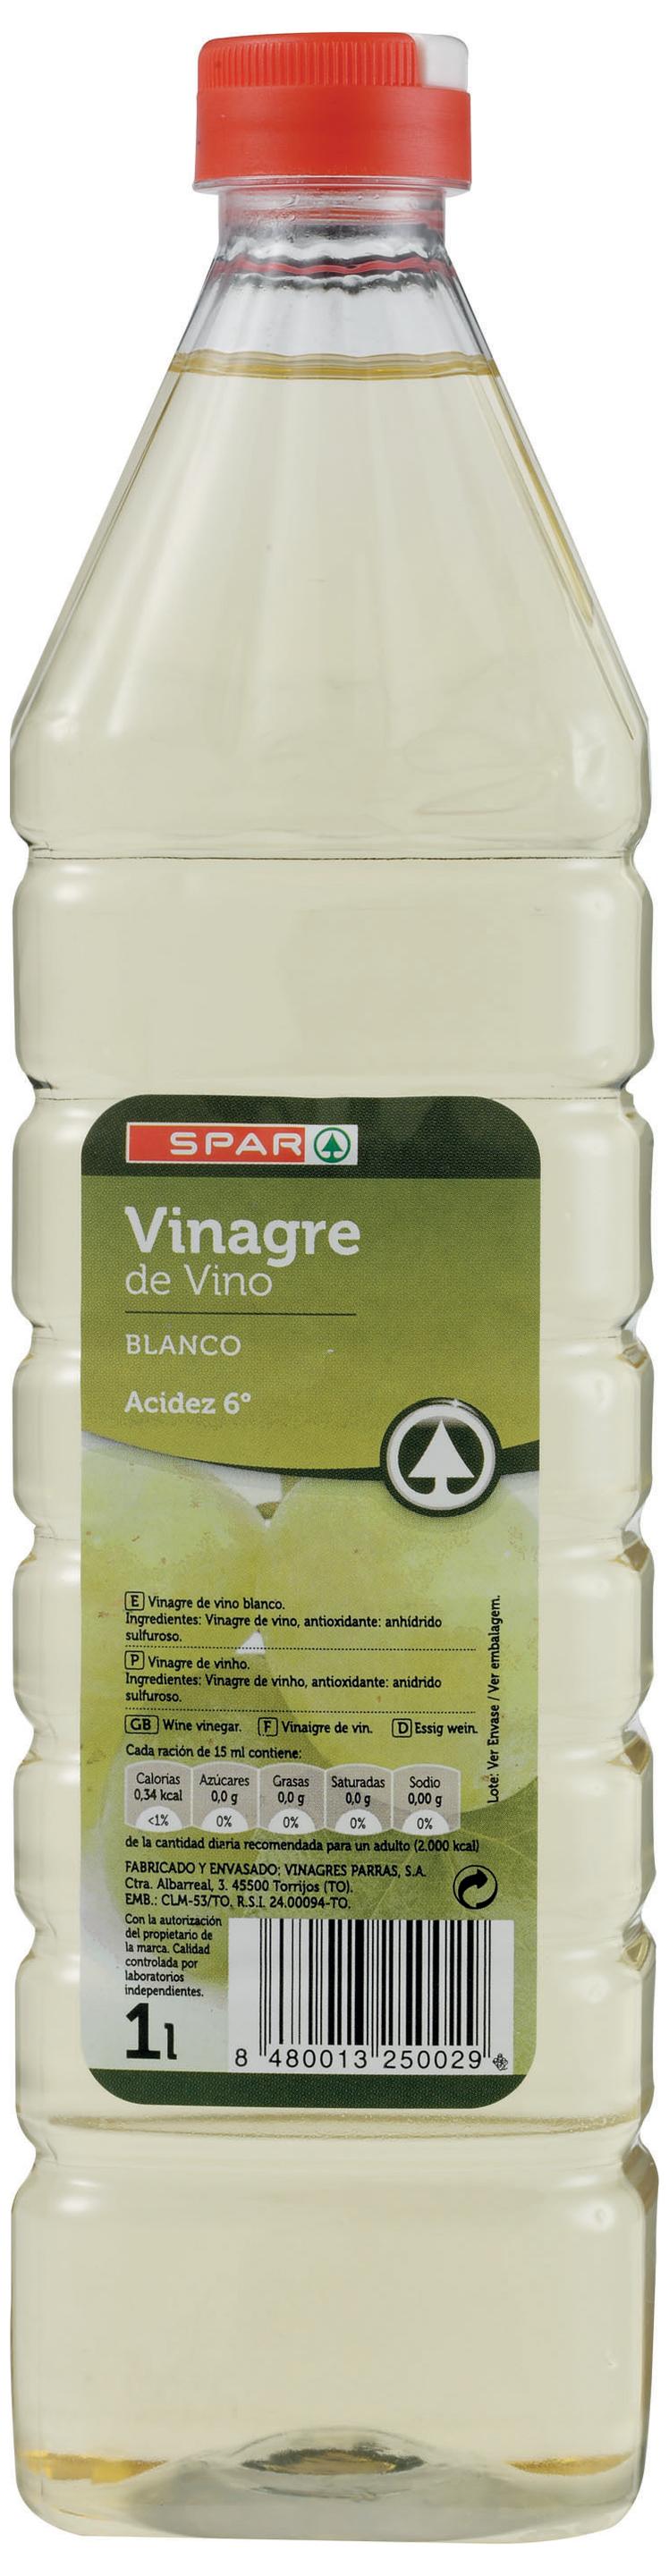 SPAR
Vinagre
de Vino
BLANCO
Acidez 6°
E Vinagre de vino blanco.
Ingredientes: Vinagre de vino, antioxidante: anhídrido
sulfuroso.
P Vinagre de vinho.
Ingredientes: Vinagre de vinho, antioxidante: anidrido
sulfuroso.
GB Wine vinegar. F Vinaigre de vin. D Essig wein.
Lote: Ver Envase / Ver embalagem.
Cada ración de 15 ml contiene:
Calorías Azúcares Grasas Saturadas Sodio
0,34 kcal 0,0 g 0,0 g 0,0 g 0,00 g
<1% 0% 0% 0% 0%
de la cantidad diaria recomendada para un adulto (2.000 kcal)
FABRICADO Y ENVASADO: VINAGRES PARRAS, S.A.
Ctra. Albarreal, 3. 45500 Torrijos (TO).
EMB.: CLM-53/TO. R.S.I. 24.00094-TO.
Con la autorización
del propietario de
la marca. Calidad
controlada por
laboratorios
independientes.
1l
8 480013 250029